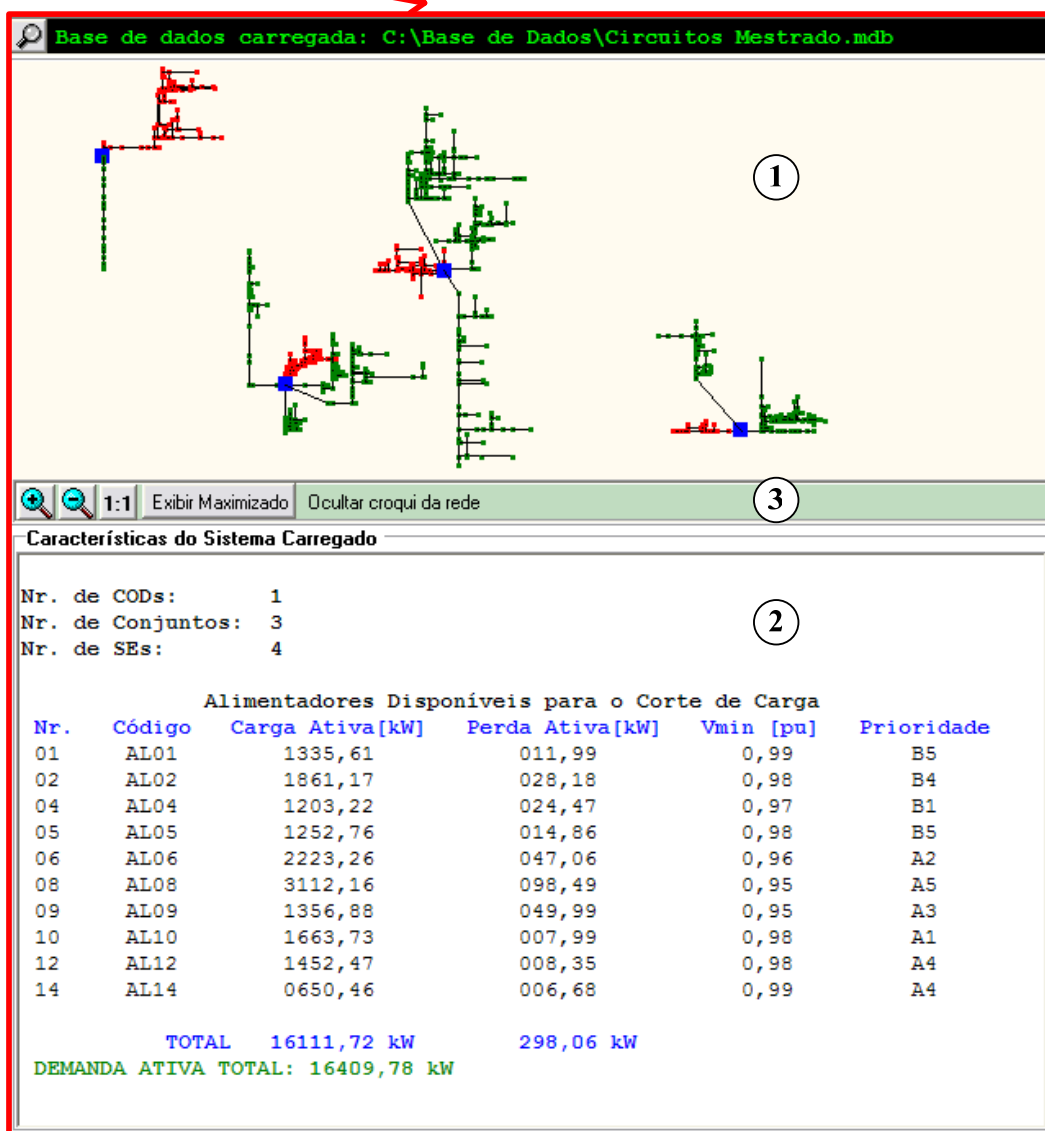 Base de dados carregada: C:\Base de Dados\Circuitos Mestrado.mdb
1
1:1 Exibir Maximizado Ocultar croqui da rede 3
Características do Sistema Carregado
Nr. de CODs: 1
Nr. de Conjuntos: 3
Nr. de SEs: 4
2
Alimentadores Disponíveis para o Corte de Carga
Nr. Código Carga Ativa[kW] Perda Ativa[kW] Vmin [pu] Prioridade
01 AL01 1335,61 011,99 0,99 B5
02 AL02 1861,17 028,18 0,98 B4
04 AL04 1203,22 024,47 0,97 B1
05 AL05 1252,76 014,86 0,98 B5
06 AL06 2223,26 047,06 0,96 A2
08 AL08 3112,16 098,49 0,95 A5
09 AL09 1356,88 049,99 0,95 A3
10 AL10 1663,73 007,99 0,98 A1
12 AL12 1452,47 008,35 0,98 A4
14 AL14 0650,46 006,68 0,99 A4
TOTAL 16111,72 kW 298,06 kW
DEMANDA ATIVA TOTAL: 16409,78 kW